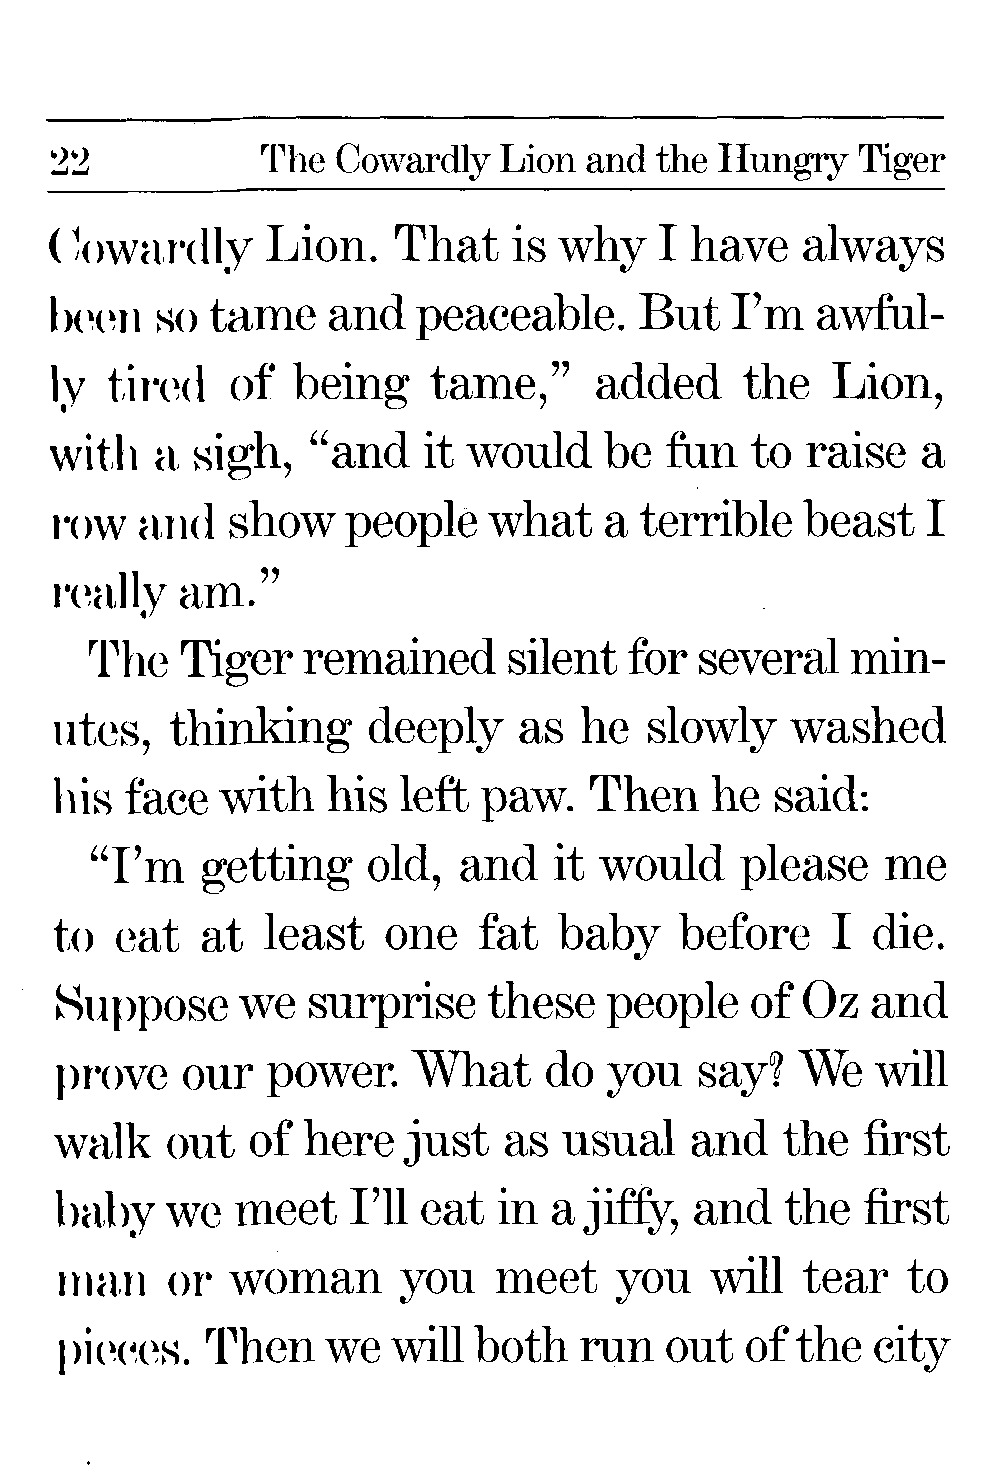 22 The Cowardly Lion and the Hungry Tiger
Cowardly Lion. That is why I have always
been so tame and peaceable. But I'm awful-
ly tired of being tame,” added the Lion,
with a sigh, “and it would be fun to raise a
row and show people what a terrible beast I
really am.”
The Tiger remained silent for several min-
utes, thinking deeply as he slowly washed
his face with his left paw. Then he said:
“I'm getting old, and it would please me
to eat at least one fat baby before I die.
Suppose we surprise these people of Oz and
prove our power. What do you say? We will
walk out of here just as usual and the first
baby we meet I'll eat in a jiffy, and the first
man or woman you meet you will tear to
pieces. Then we will both run out of the city